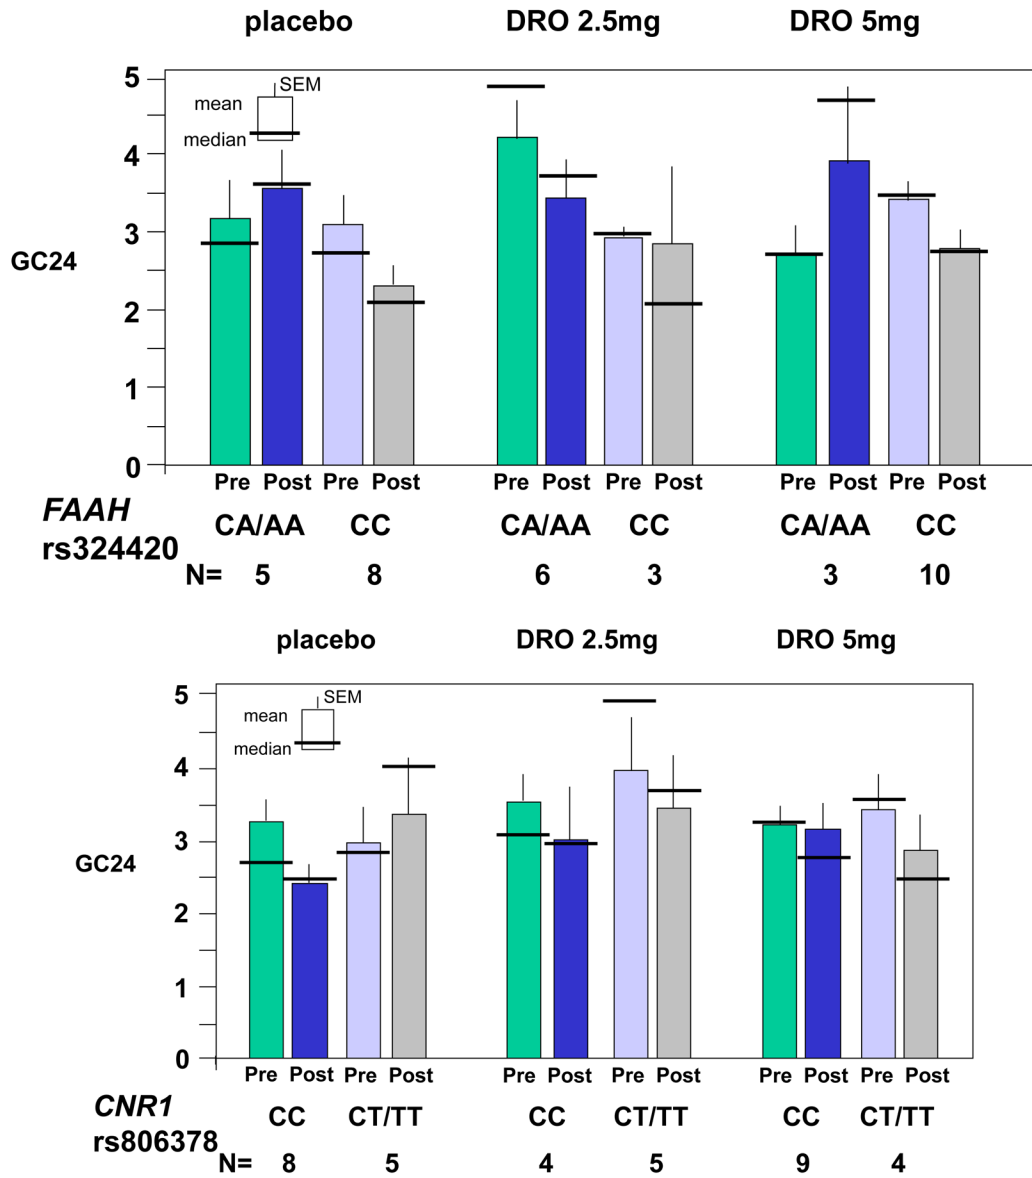 placebo DRO 2.5mg DRO 5mg
5
SEM
mean
median
4
3
GC24
2
1
0
Pre Post Pre Post Pre Post Pre Post Pre Post Pre Post
FAAH
rs324420
CA/AA CC CA/AA CC CA/AA CC
N= 5 8 6 3 3 10
placebo DRO 2.5mg DRO 5mg
5
SEM
mean
median
4
3
GC24
2
1
0
Pre Post Pre Post Pre Post Pre Post Pre Post Pre Post
CNR1
rs806378
CC CT/TT CC CT/TT CC CT/TT
N= 8 5 4 5 9 4